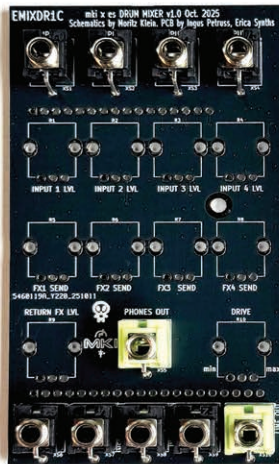 EMIXDR1C
mki x es DRUM MIXER v1.0 Oct. 2025
Schematics by Moritz Klein, PCB by Ingus Petruss, Erica Synths
R1 R2 R3 R4
INPUT 1 LVL INPUT 2 LVL INPUT 3 LVL INPUT 4 LVL
R5 R6 R7 R8
FX1 SEND FX2 SEND FX3 SEND FX4 SEND
5460119A_Y220_251011
RETURN FX LVL PHONES OUT DRIVE
R9 R10
MKI
min max
XS5